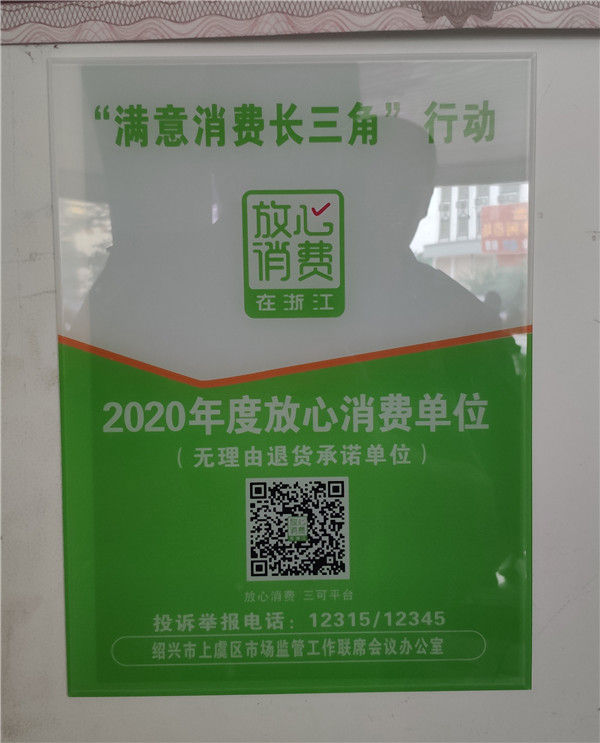 “满意消费长三角”行动
放心
消费
在浙江
2020年度放心消费单位
（无理由退货承诺单位）
放心消费 三可平台
投诉举报电话：12315/12345
绍兴市上虞区市场监管工作联席会议办公室